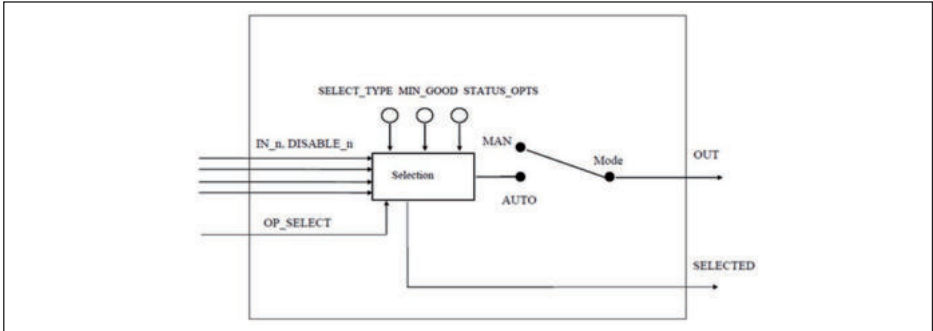 SELECT_TYPE MIN_GOOD STATUS_OPTS
IN_n, DISABLE_n
MAN
Mode
OUT
Selection
AUTO
OP_SELECT
SELECTED